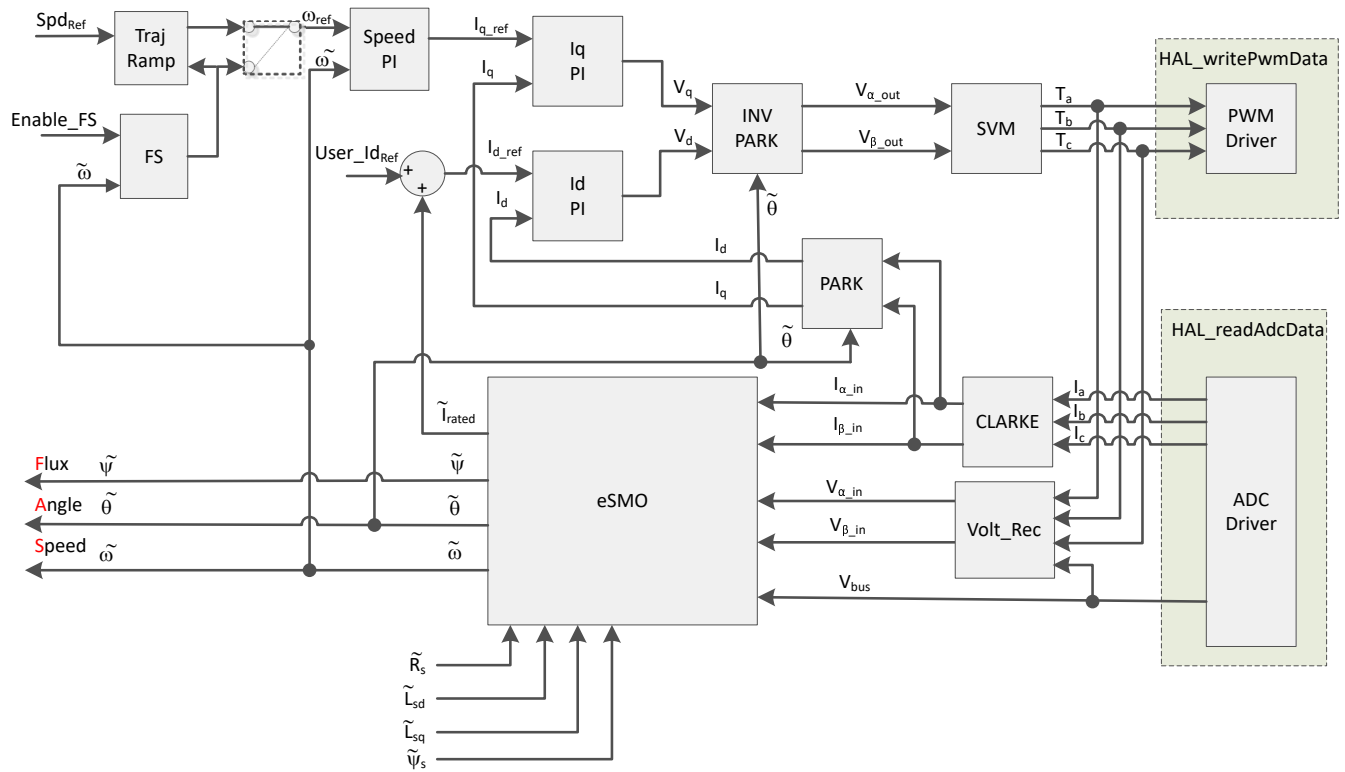 Spd_Ref
Traj
Ramp
ω_ref
ω̃
Speed
PI
I_q_ref
I_q
Iq
PI
V_q
V_d
INV
PARK
V_α_out
V_β_out
SVM
T_a
T_b
T_c
HAL_writePwmData
PWM
Driver
Enable_FS
FS
ω̃
User_Id_Ref
+
+
I_d_ref
I_d
Id
PI
θ̃
I_d
I_q
PARK
θ̃
HAL_readAdcData
I_a
I_b
I_c
CLARKE
I_α_in
I_β_in
Ĩ_rated
Flux ψ̃
ψ̃
Angle θ̃
θ̃
Speed ω̃
ω̃
eSMO
V_α_in
V_β_in
Volt_Rec
ADC
Driver
V_bus
R̃_s
L̃_sd
L̃_sq
ψ̃_s